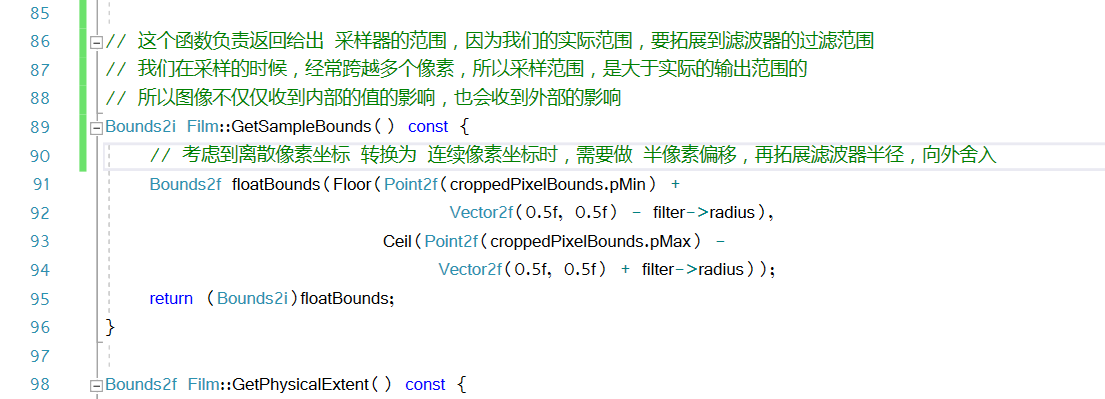 85
86 // 这个函数负责返回给出 采样器的范围，因为我们的实际范围，要拓展到滤波器的过滤范围
87 // 我们在采样的时候，经常跨越多个像素，所以采样范围，是大于实际的输出范围的
88 // 所以图像不仅仅收到内部的值的影响，也会收到外部的影响
89 Bounds2i Film::GetSampleBounds() const {
90 // 考虑到离散像素坐标 转换为 连续像素坐标时，需要做 半像素偏移，再拓展滤波器半径，向外舍入
91 Bounds2f floatBounds(Floor(Point2f(croppedPixelBounds.pMin) +
92 Vector2f(0.5f, 0.5f) - filter->radius),
93 Ceil(Point2f(croppedPixelBounds.pMax) -
94 Vector2f(0.5f, 0.5f) + filter->radius));
95 return (Bounds2i)floatBounds;
96 }
97
98 Bounds2f Film::GetPhysicalExtent() const {